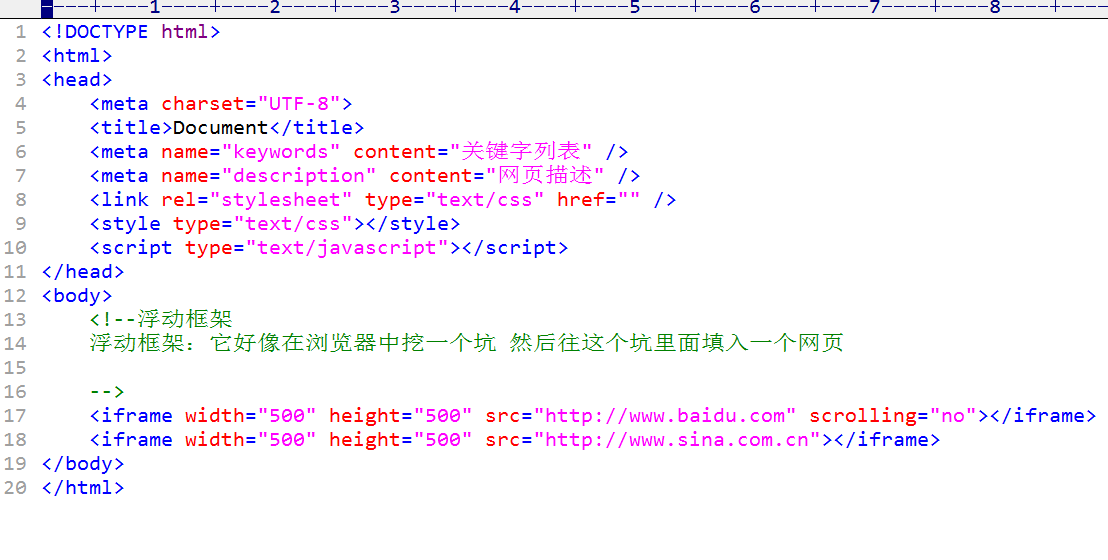 ----+----1----+----2----+----3----+----4----+----5----+----6----+----7----+----8----+---
1 <!DOCTYPE html>
2 <html>
3 <head>
4     <meta charset="UTF-8">
5     <title>Document</title>
6     <meta name="keywords" content="关键字列表" />
7     <meta name="description" content="网页描述" />
8     <link rel="stylesheet" type="text/css" href="" />
9     <style type="text/css"></style>
10     <script type="text/javascript"></script>
11 </head>
12 <body>
13     <!--浮动框架
14     浮动框架：它好像在浏览器中挖一个坑 然后往这个坑里面填入一个网页
15
16     -->
17     <iframe width="500" height="500" src="http://www.baidu.com" scrolling="no"></iframe>
18     <iframe width="500" height="500" src="http://www.sina.com.cn"></iframe>
19 </body>
20 </html>